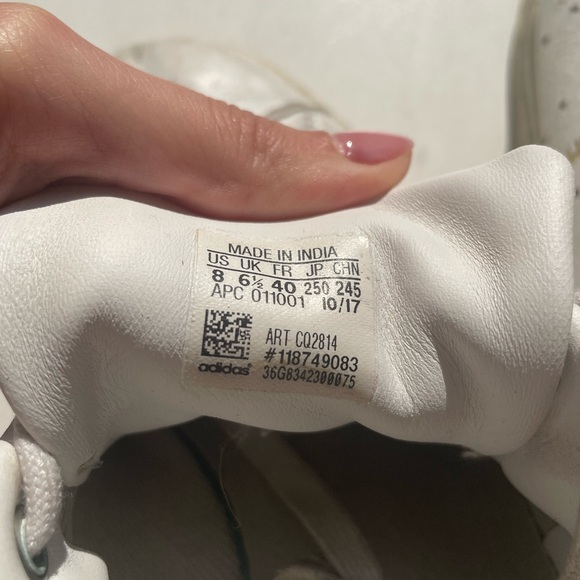 MADE IN INDIA
US UK FR JP CHN
8 6½ 40 250 245
APC 011001 10/17
ART CQ2814
#118749083
adidas® 36G8342300075